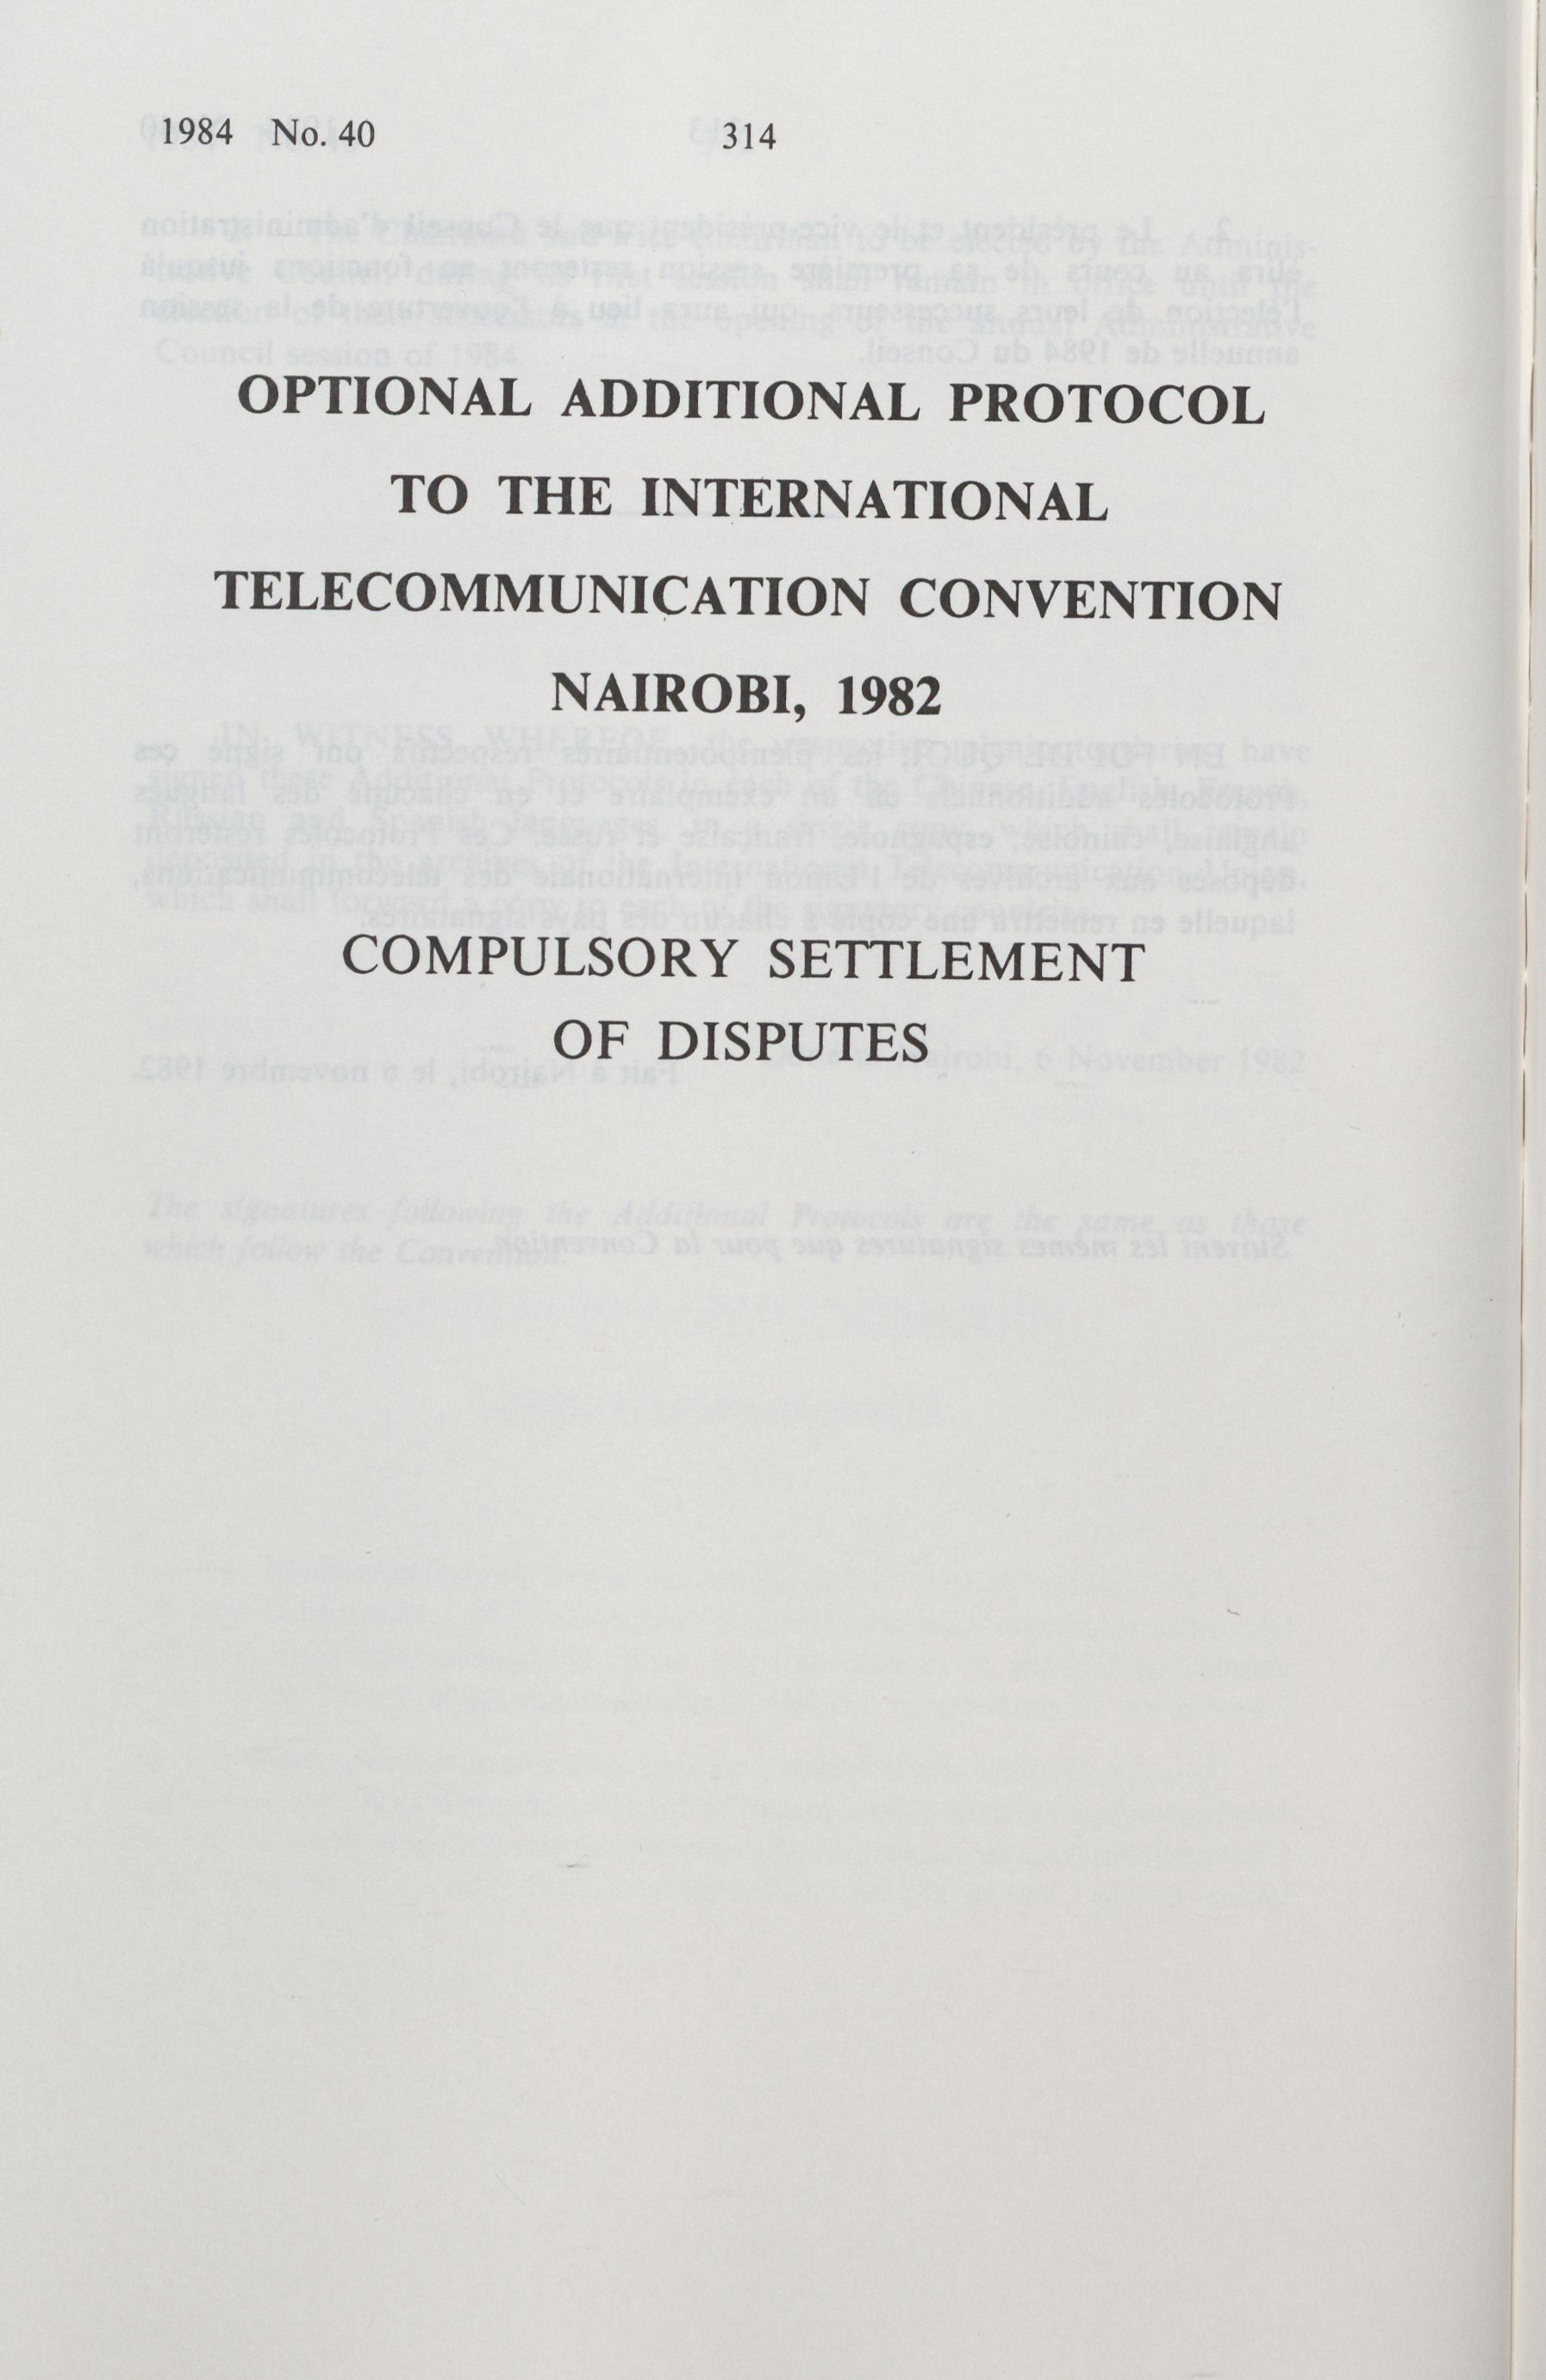 1984 No. 40 314
OPTIONAL ADDITIONAL PROTOCOL
TO THE INTERNATIONAL
TELECOMMUNICATION CONVENTION
NAIROBI, 1982
COMPULSORY SETTLEMENT
OF DISPUTES